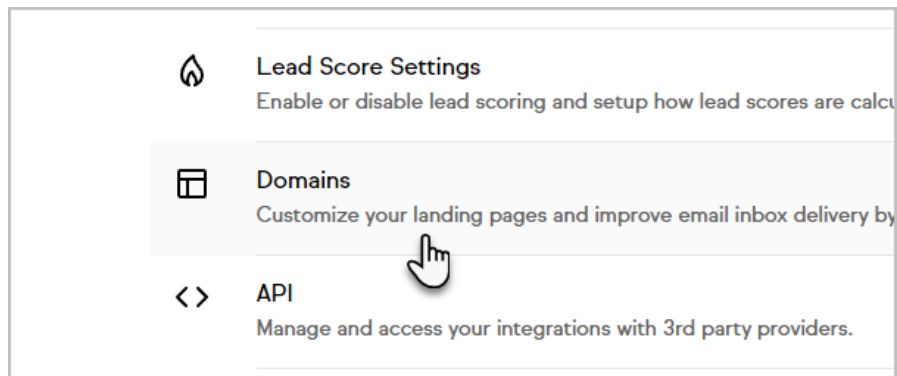 Lead Score Settings
Enable or disable lead scoring and setup how lead scores are
Domains
Customize your landing pages and improve email inbox delivery by
API
Manage and access your integrations with 3rd party providers.